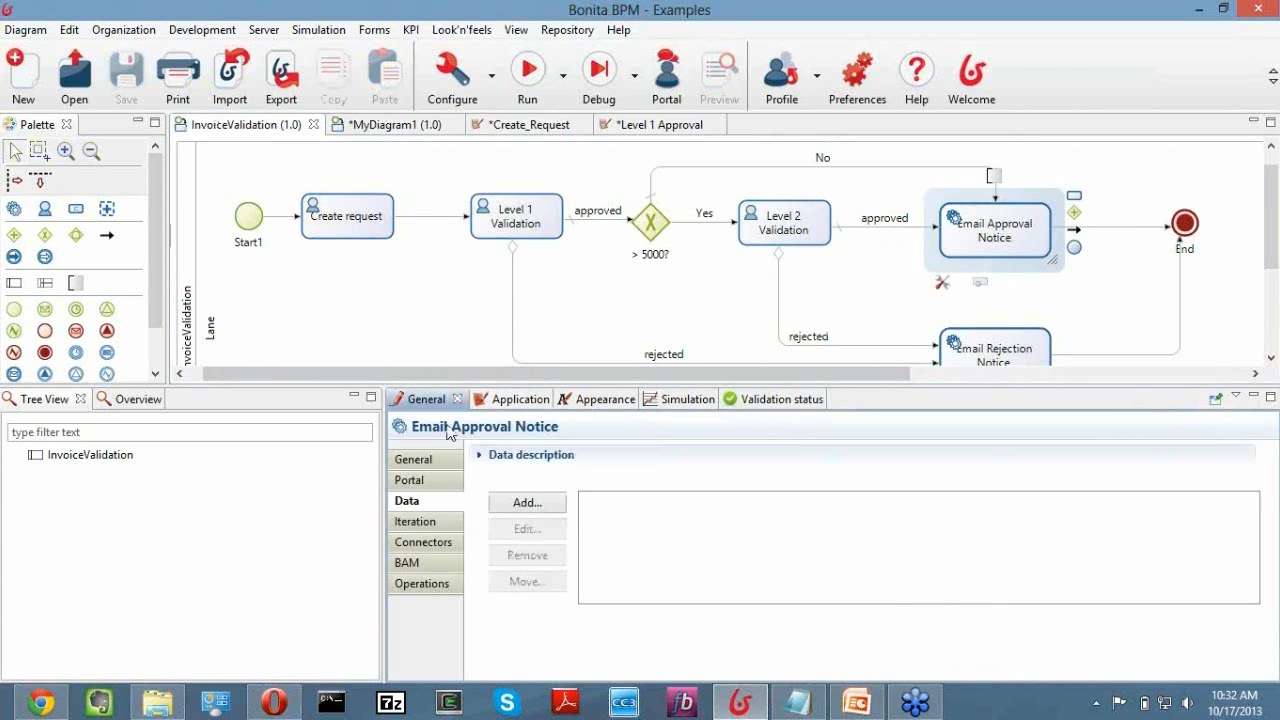 Bonita BPM - Examples
Diagram Edit Organization Development Server Simulation Forms KPI Look'n'feels View Repository Help
New Open Save Print Import Export Copy Paste Configure Run Debug Portal Preview Profile Preferences Help Welcome
Palette InvoiceValidation (1.0) *MyDiagram1 (1.0) *Create_Request *Level 1 Approval
No
Create request
Level 1
Validation
approved
Yes
Level 2
Validation
approved
Email Approval
Notice
Start1
> 5000?
End
InvoiceValidation
Lane
rejected
rejected
Email Rejection
Notice
Tree View Overview
type filter text
InvoiceValidation
General Application Appearance Simulation Validation status
Email Approval Notice
General
Portal
Data
Iteration
Connectors
BAM
Operations
Data description
Add...
Edit...
Remove
Move...
7z
CC3
fb
10:32 AM
10/17/2013